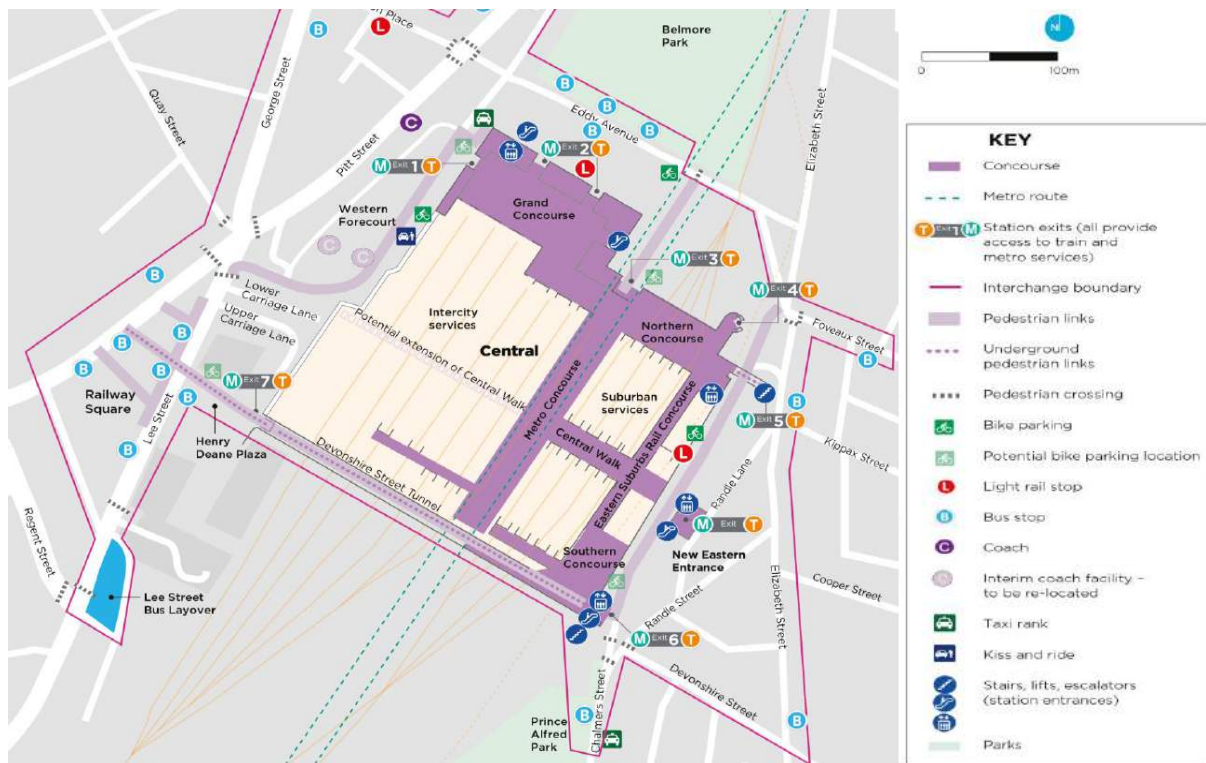 on Place
L
B
B
Belmore
Park
N
0
100m
Quay Street
George Street
Pitt Street
C
Eddy Avenue
B
B
B
B
Elizabeth Street
M Exit 2 T
M Exit 1 T
L
Western
Forecourt
Grand
Concourse
C
C
M Exit 3 T
M Exit 4 T
B
B
Lower
Carriage Lane
Upper
Carriage Lane
Intercity
services
Potential extension of Central Walk
Central
Metro Concourse
Northern
Concourse
Foveaux Street
B
B
B
B
B
B
M Exit 7 T
Railway
Square
Lee Street
Henry
Deane Plaza
Devonshire Street Tunnel
Suburban
services
Central Walk
Eastern Suburbs Rail Concourse
L
M Exit 5 T
B
Kippax Street
Randle Lane
M Exit T
New Eastern
Entrance
Southern
Concourse
Regent Street
Lee Street
Bus Layover
Randle Street
M Exit 6 T
Elizabeth Street
Cooper Street
Devonshire Street
Prince
Alfred
Park
B
Chalmers Street
B
KEY
Concourse
Metro route
T Exit 1 M
Station exits (all provide
access to train and
metro services)
Interchange boundary
Pedestrian links
Underground
pedestrian links
Pedestrian crossing
Bike parking
Potential bike parking location
L
Light rail stop
B
Bus stop
C
Coach
C
Interim coach facility –
to be re-located
Taxi rank
Kiss and ride
Stairs, lifts, escalators
(station entrances)
Parks